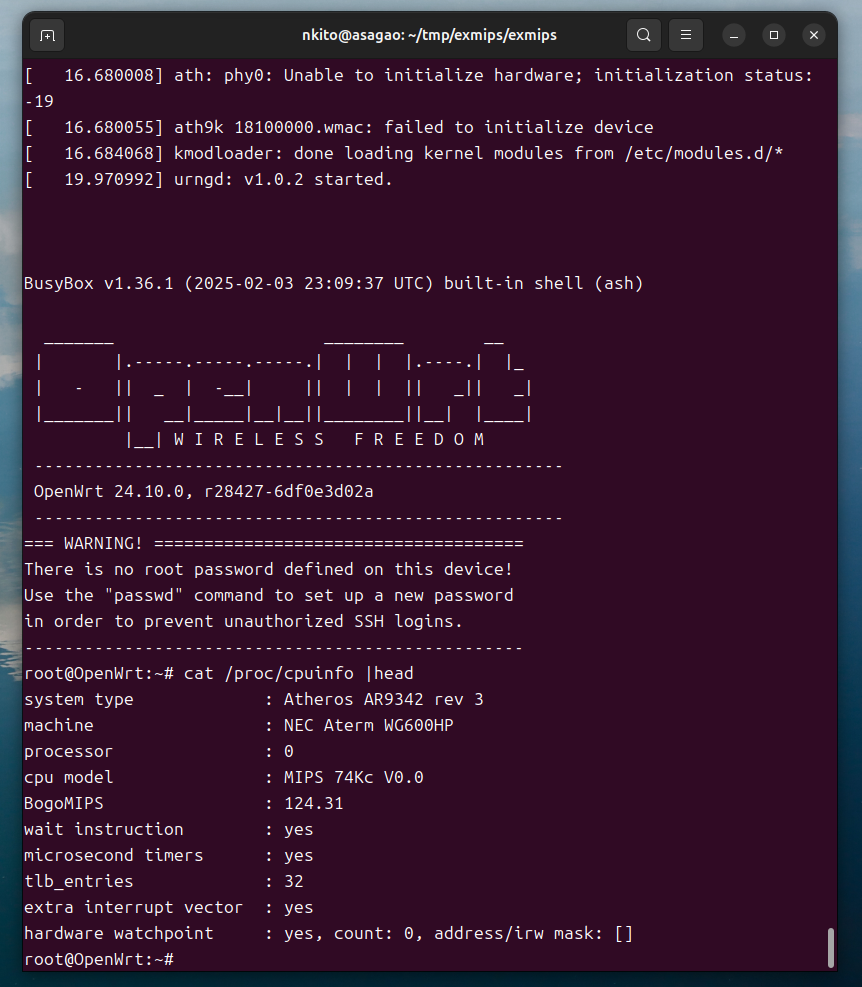 nkito@asagao: ~/tmp/exmips/exmips
[   16.680008] ath: phy0: Unable to initialize hardware; initialization status:
-19
[   16.680055] ath9k 18100000.wmac: failed to initialize device
[   16.684068] kmodloader: done loading kernel modules from /etc/modules.d/*
[   19.970992] urngd: v1.0.2 started.
BusyBox v1.36.1 (2025-02-03 23:09:37 UTC) built-in shell (ash)
  _______                     ________        __
 |       |.-----.-----.-----.|  |  |  |.----.|  |_
 |   -   ||  _  |  -__|     ||  |  |  ||   _||   _|
 |_______||   __|_____|__|__||________||__|  |____|
          |__| W I R E L E S S   F R E E D O M
 -----------------------------------------------------
 OpenWrt 24.10.0, r28427-6df0e3d02a
 -----------------------------------------------------
=== WARNING! =====================================
There is no root password defined on this device!
Use the "passwd" command to set up a new password
in order to prevent unauthorized SSH logins.
--------------------------------------------------
root@OpenWrt:~# cat /proc/cpuinfo |head
system type             : Atheros AR9342 rev 3
machine                 : NEC Aterm WG600HP
processor               : 0
cpu model               : MIPS 74Kc V0.0
BogoMIPS                : 124.31
wait instruction        : yes
microsecond timers      : yes
tlb_entries             : 32
extra interrupt vector  : yes
hardware watchpoint     : yes, count: 0, address/irw mask: []
root@OpenWrt:~#